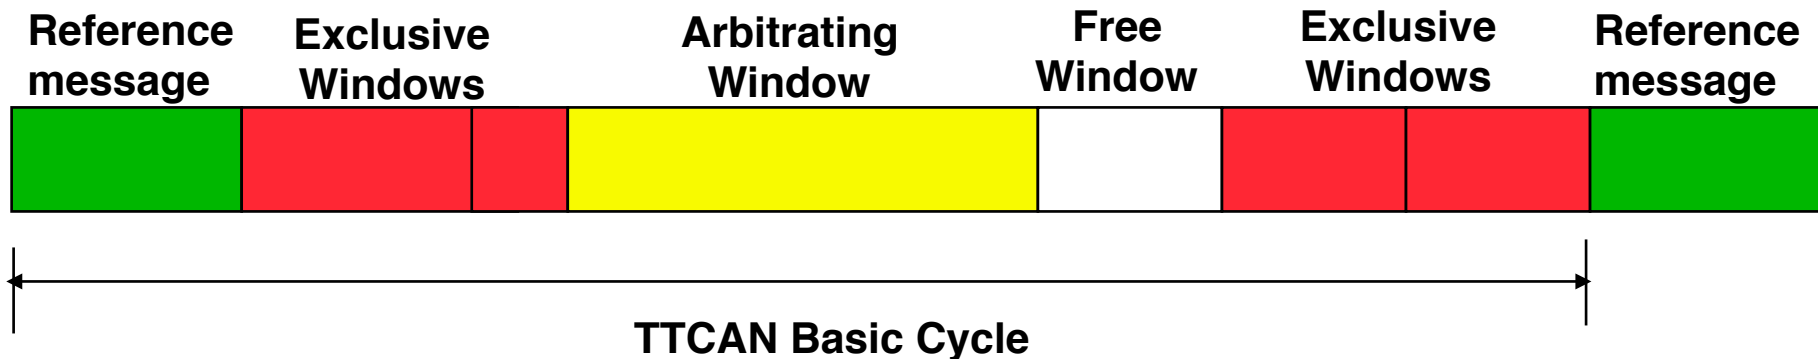 Reference
message
Exclusive
Windows
Arbitrating
Window
Free
Window
Exclusive
Windows
Reference
message
TTCAN Basic Cycle